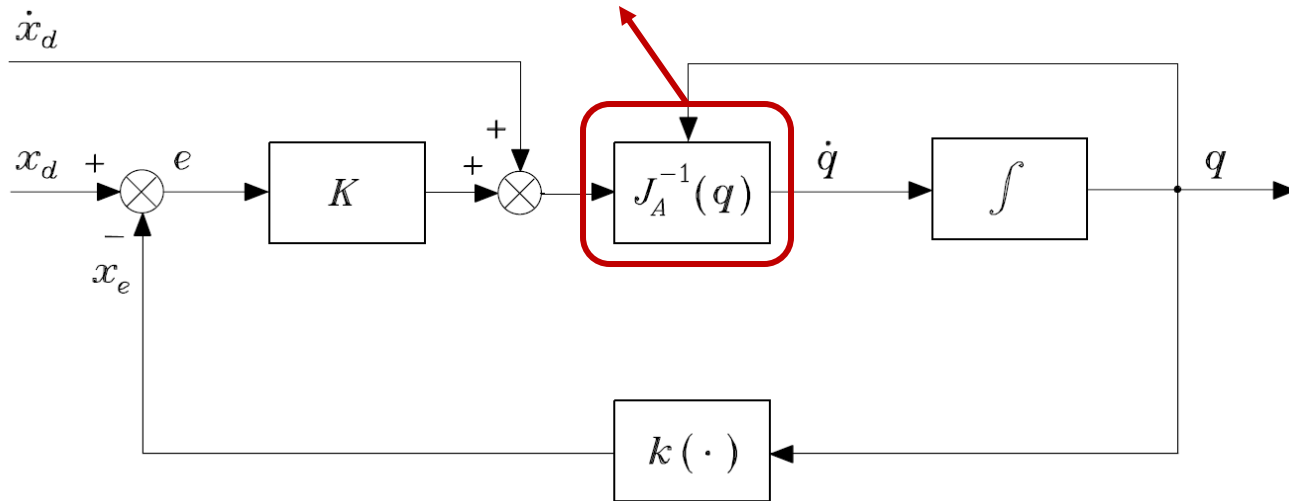 ẋ_d
+
x_d + e K + J_A^{-1}(q) q̇ ∫ q
−
x_e
k(·)